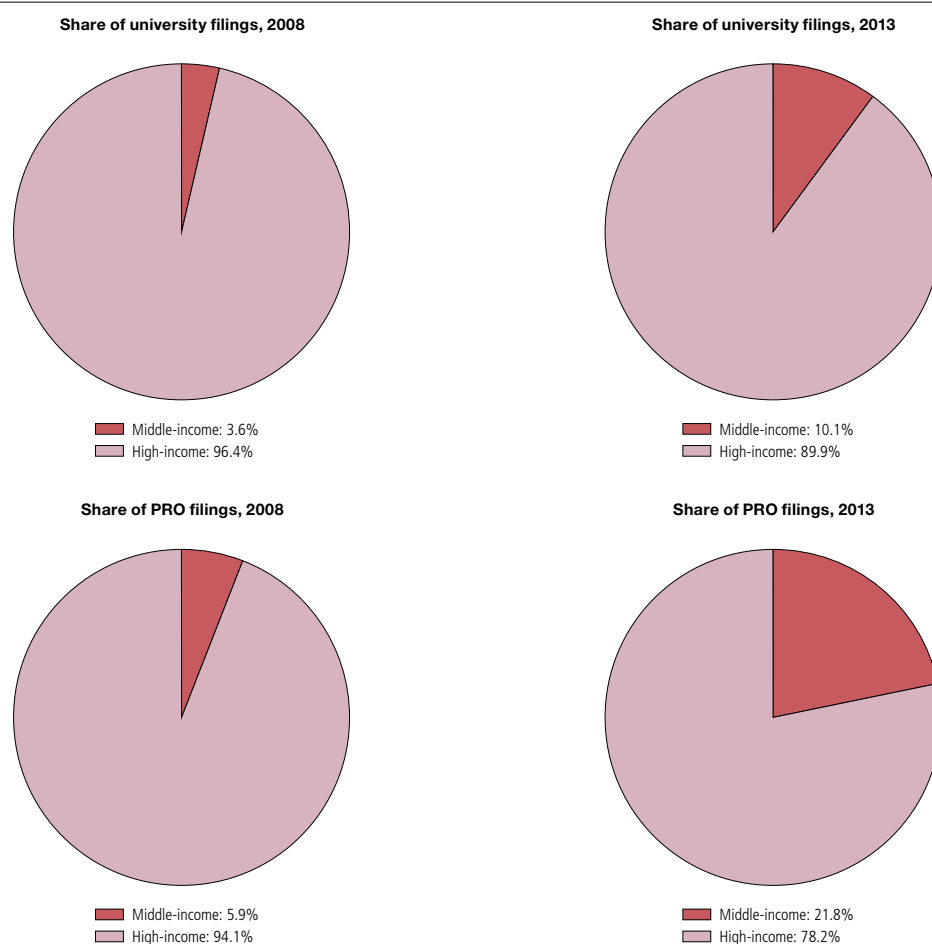 Share of university filings, 2008
Middle-income: 3.6%
High-income: 96.4%
Share of university filings, 2013
Middle-income: 10.1%
High-income: 89.9%
Share of PRO filings, 2008
Middle-income: 5.9%
High-income: 94.1%
Share of PRO filings, 2013
Middle-income: 21.8%
High-income: 78.2%